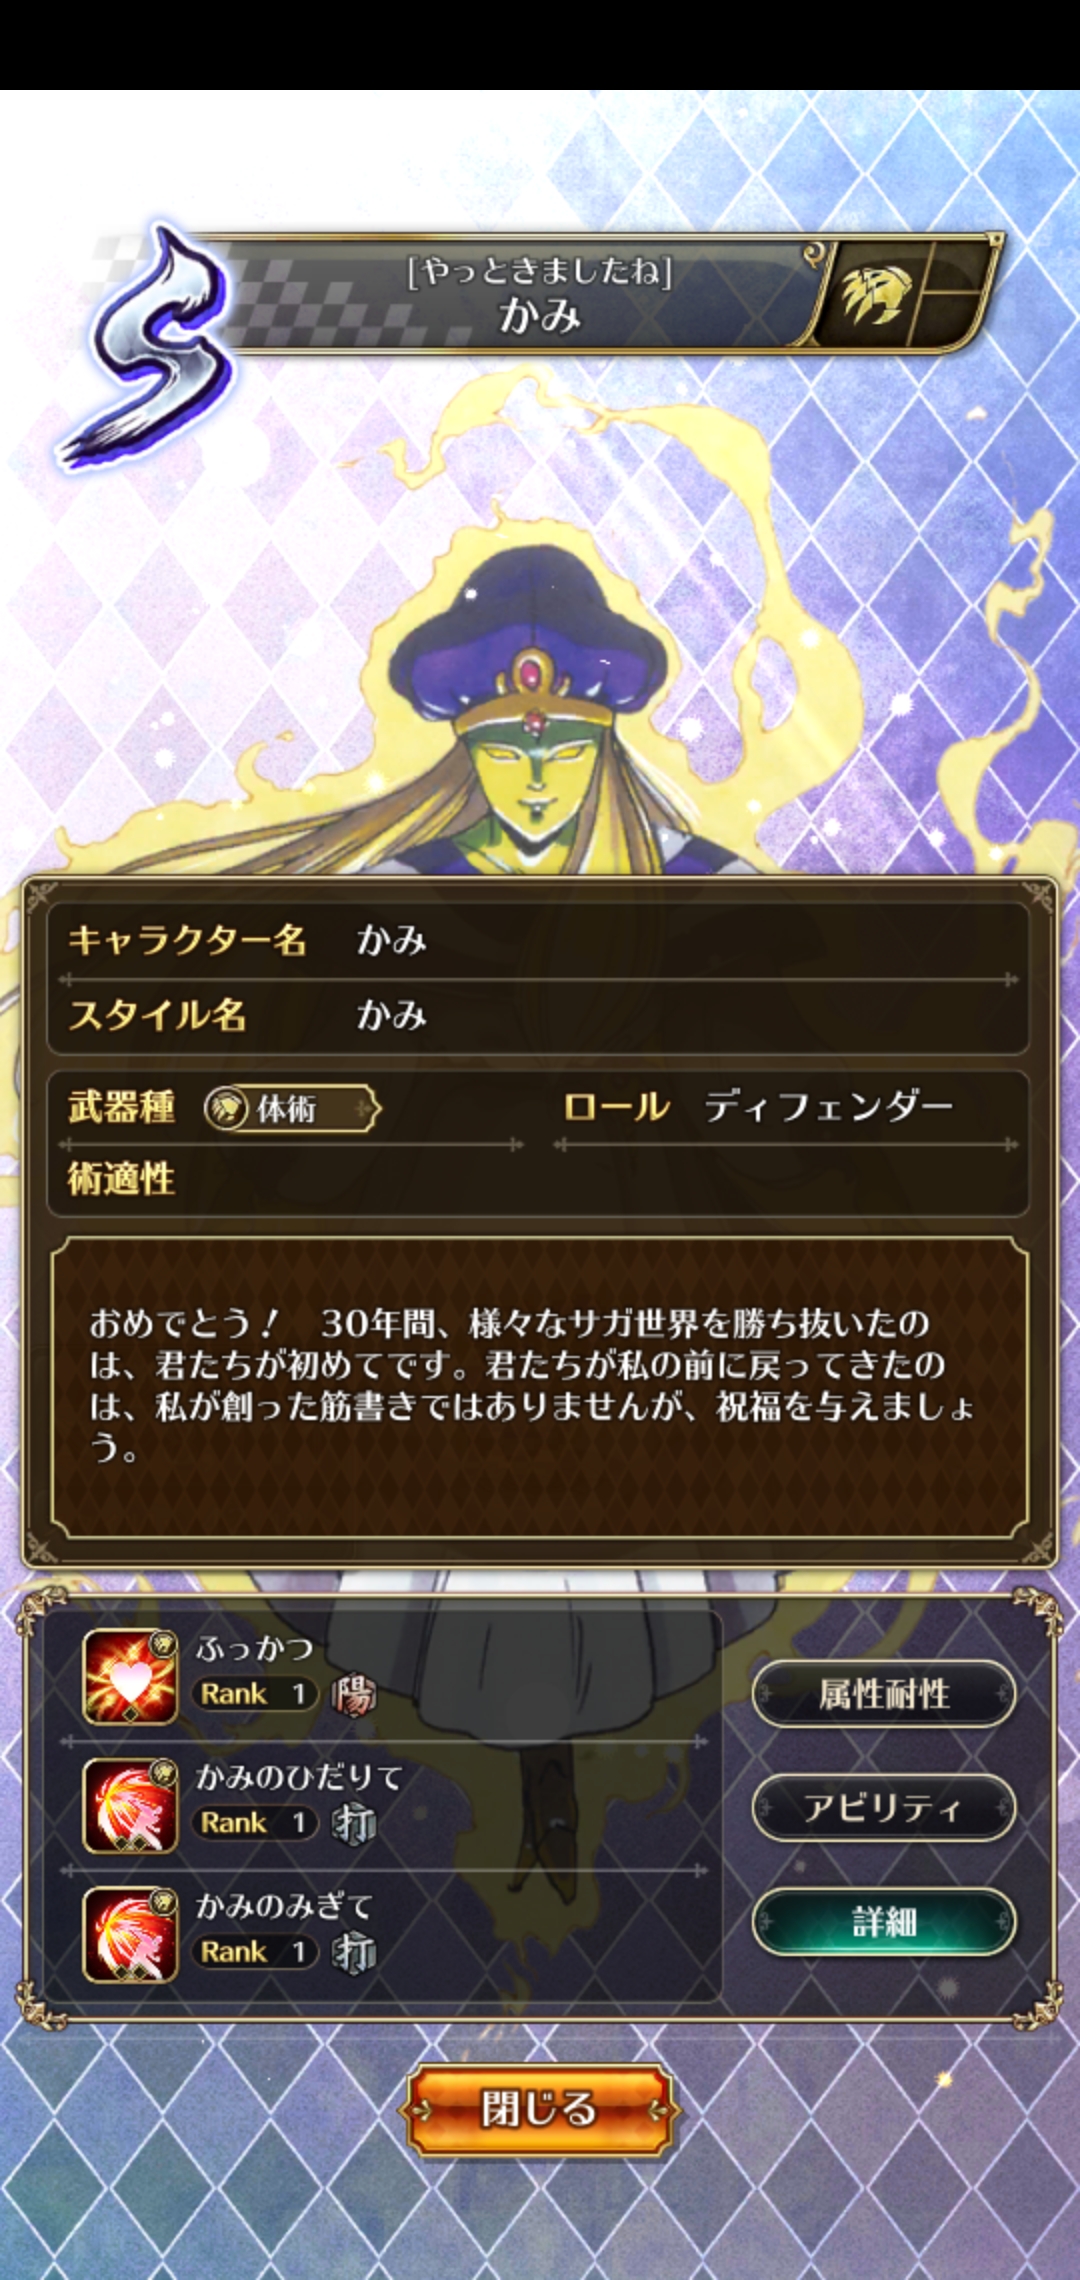 S
[やっときましたね]
かみ
キャラクター名 かみ
スタイル名 かみ
武器種 体術 ロール ディフェンダー
術適性
おめでとう！　30年間、様々なサガ世界を勝ち抜いたの
は、君たちが初めてです。君たちが私の前に戻ってきたの
は、私が創った筋書きではありませんが、祝福を与えましょ
う。
ふっかつ
Rank 1 陽
かみのひだりて
Rank 1 打
かみのみぎて
Rank 1 打
属性耐性
アビリティ
詳細
閉じる